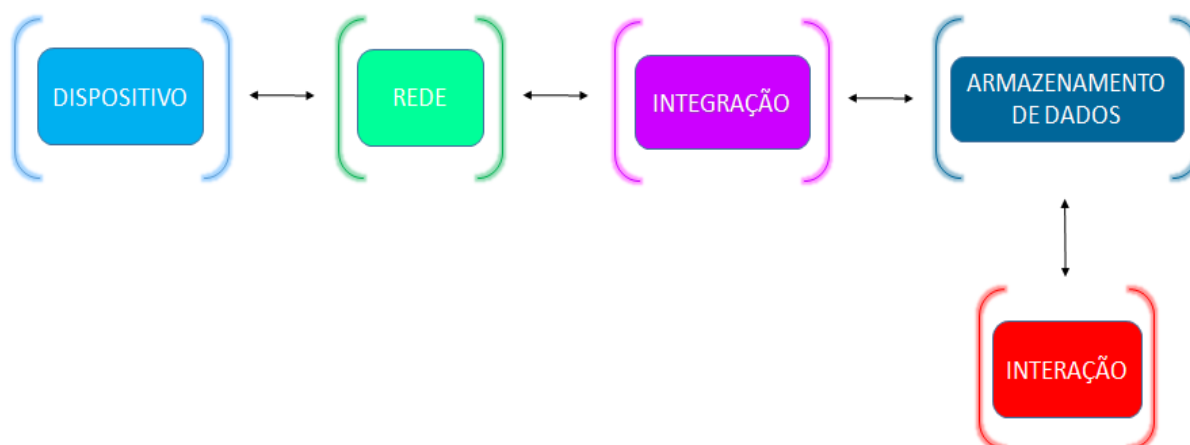 DISPOSITIVO
REDE
INTEGRAÇÃO
ARMAZENAMENTO
DE DADOS
INTERAÇÃO